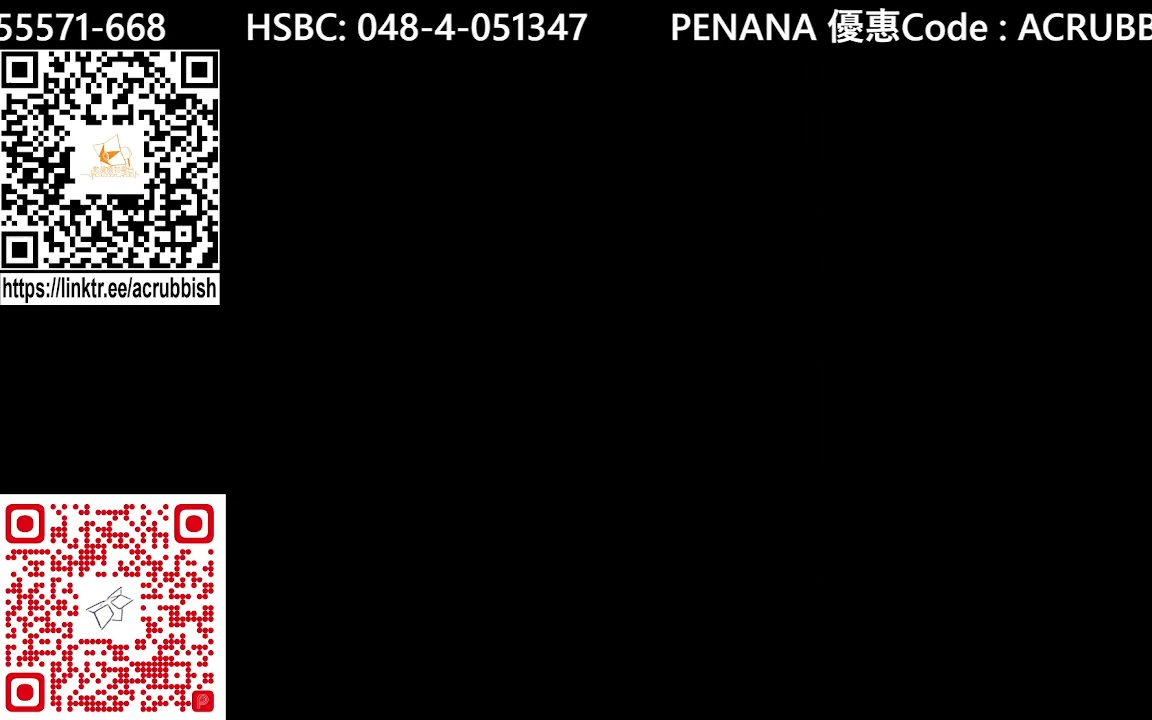 55571-668 HSBC: 048-4-051347 PENANA 優惠Code : ACRUBB
https://linktr.ee/acrubbish